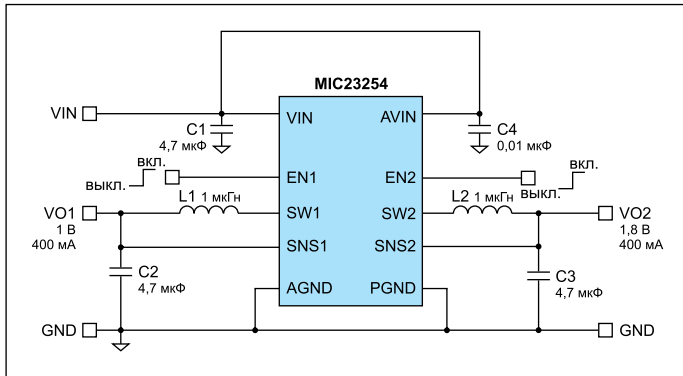 MIC23254
VIN
VIN
AVIN
C1
4,7 мкФ
C4
0,01 мкФ
вкл.
выкл.
EN1
EN2
вкл.
выкл.
L1 1 мкГн
L2 1 мкГн
VO1
1 В
400 мА
SW1
SW2
VO2
1,8 В
400 мА
SNS1
SNS2
C2
4,7 мкФ
AGND
PGND
C3
4,7 мкФ
GND
GND